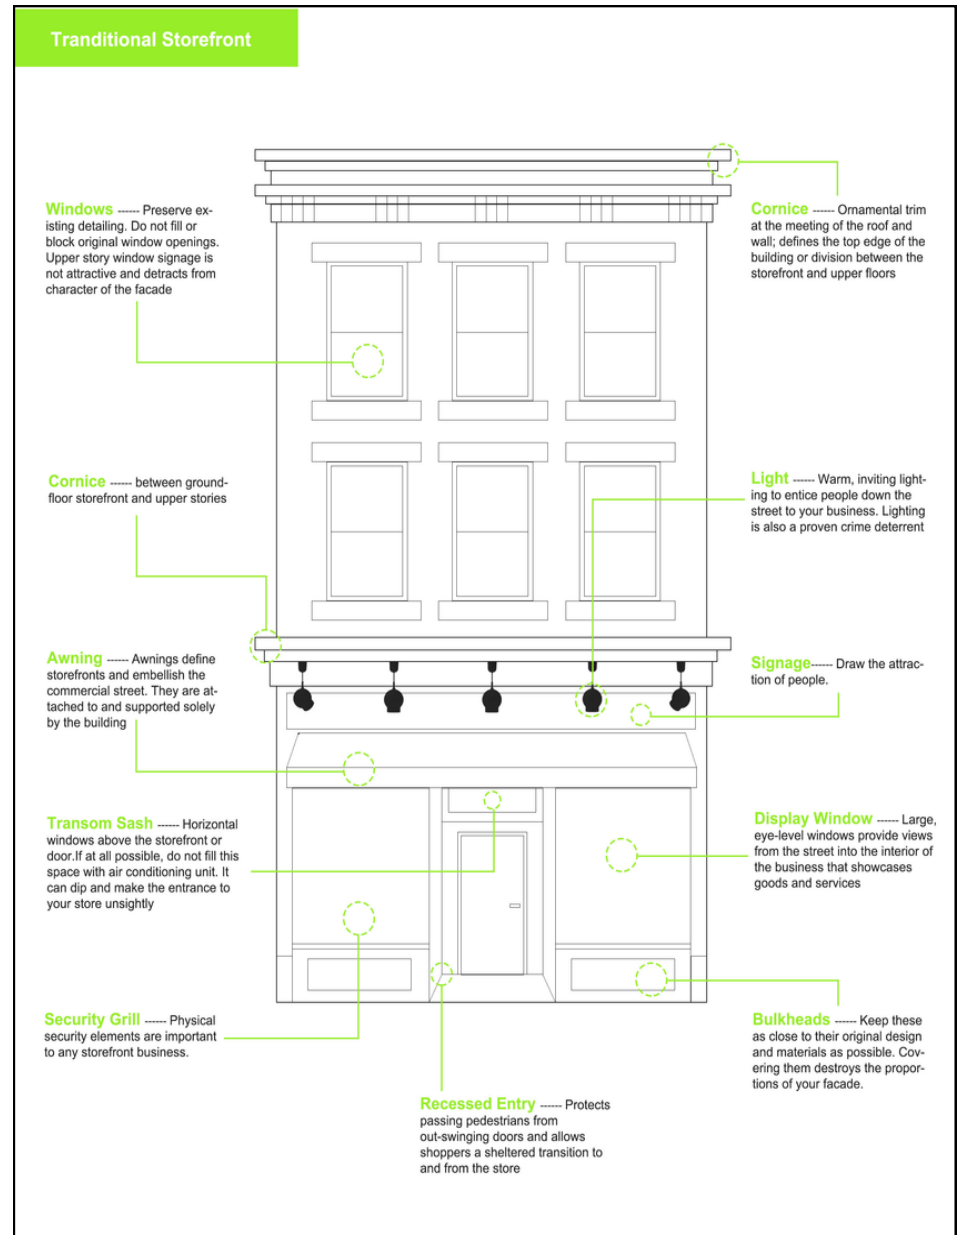 Tranditional Storefront
Windows ------ Preserve ex-
isting detailing. Do not fill or
block original window openings.
Upper story window signage is
not attractive and detracts from
character of the facade
Cornice ------ Ornamental trim
at the meeting of the roof and
wall; defines the top edge of the
building or division between the
storefront and upper floors
Cornice ------ between ground-
floor storefront and upper stories
Light ------ Warm, inviting light-
ing to entice people down the
street to your business. Lighting
is also a proven crime deterrent
Awning ------ Awnings define
storefronts and embellish the
commercial street. They are at-
tached to and supported solely
by the building
Signage------ Draw the attrac-
tion of people.
Transom Sash ------ Horizontal
windows above the storefront or
door.If at all possible, do not fill this
space with air conditioning unit. It
can dip and make the entrance to
your store unsightly
Display Window ------ Large,
eye-level windows provide views
from the street into the interior of
the business that showcases
goods and services
Security Grill ------ Physical
security elements are important
to any storefront business.
Bulkheads ------ Keep these
as close to their original design
and materials as possible. Cov-
ering them destroys the propor-
tions of your facade.
Recessed Entry ------ Protects
passing pedestrians from
out-swinging doors and allows
shoppers a sheltered transition to
and from the store